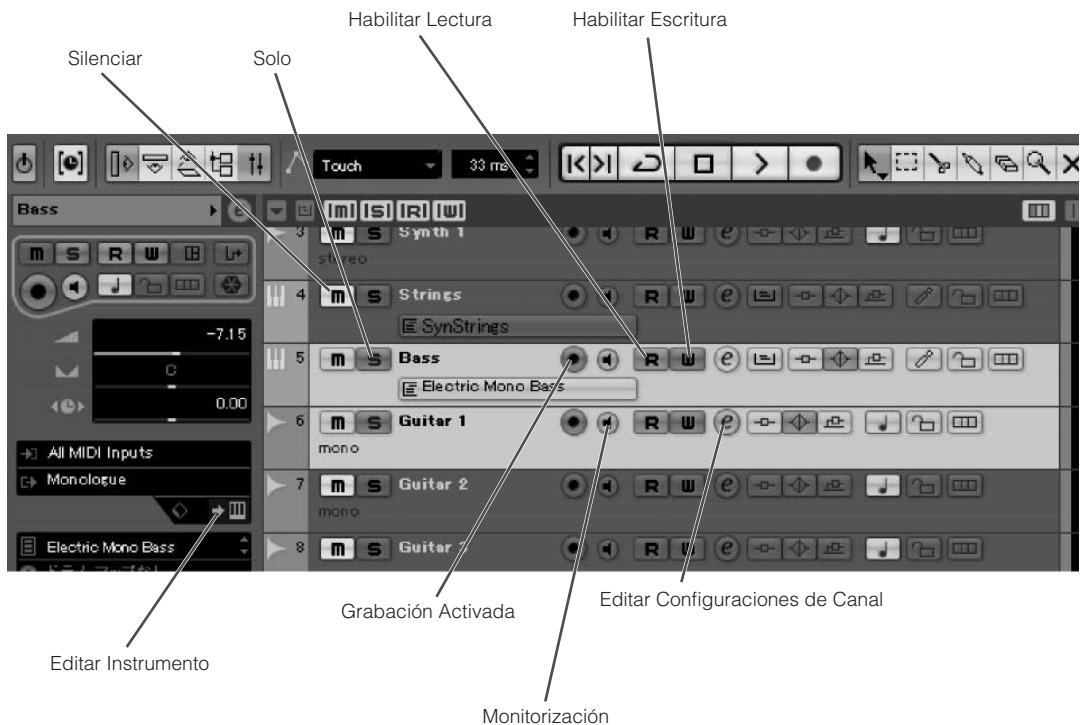 Habilitar Lectura
Habilitar Escritura
Silenciar
Solo
Touch
33 ms
Bass
m S R W
3 m S Synth 1 R W e
stereo
m S R W e
4 m S Strings R W e
SynStrings
-7.15
5 m S Bass R W e
C
Electric Mono Bass
0.00
6 m S Guitar 1 R W e
mono
All MIDI Inputs
Monologue
7 m S Guitar 2 R W e
mono
Electric Mono Bass
8 m S Guitar 3 R W e
Grabación Activada
Editar Configuraciones de Canal
Editar Instrumento
Monitorización